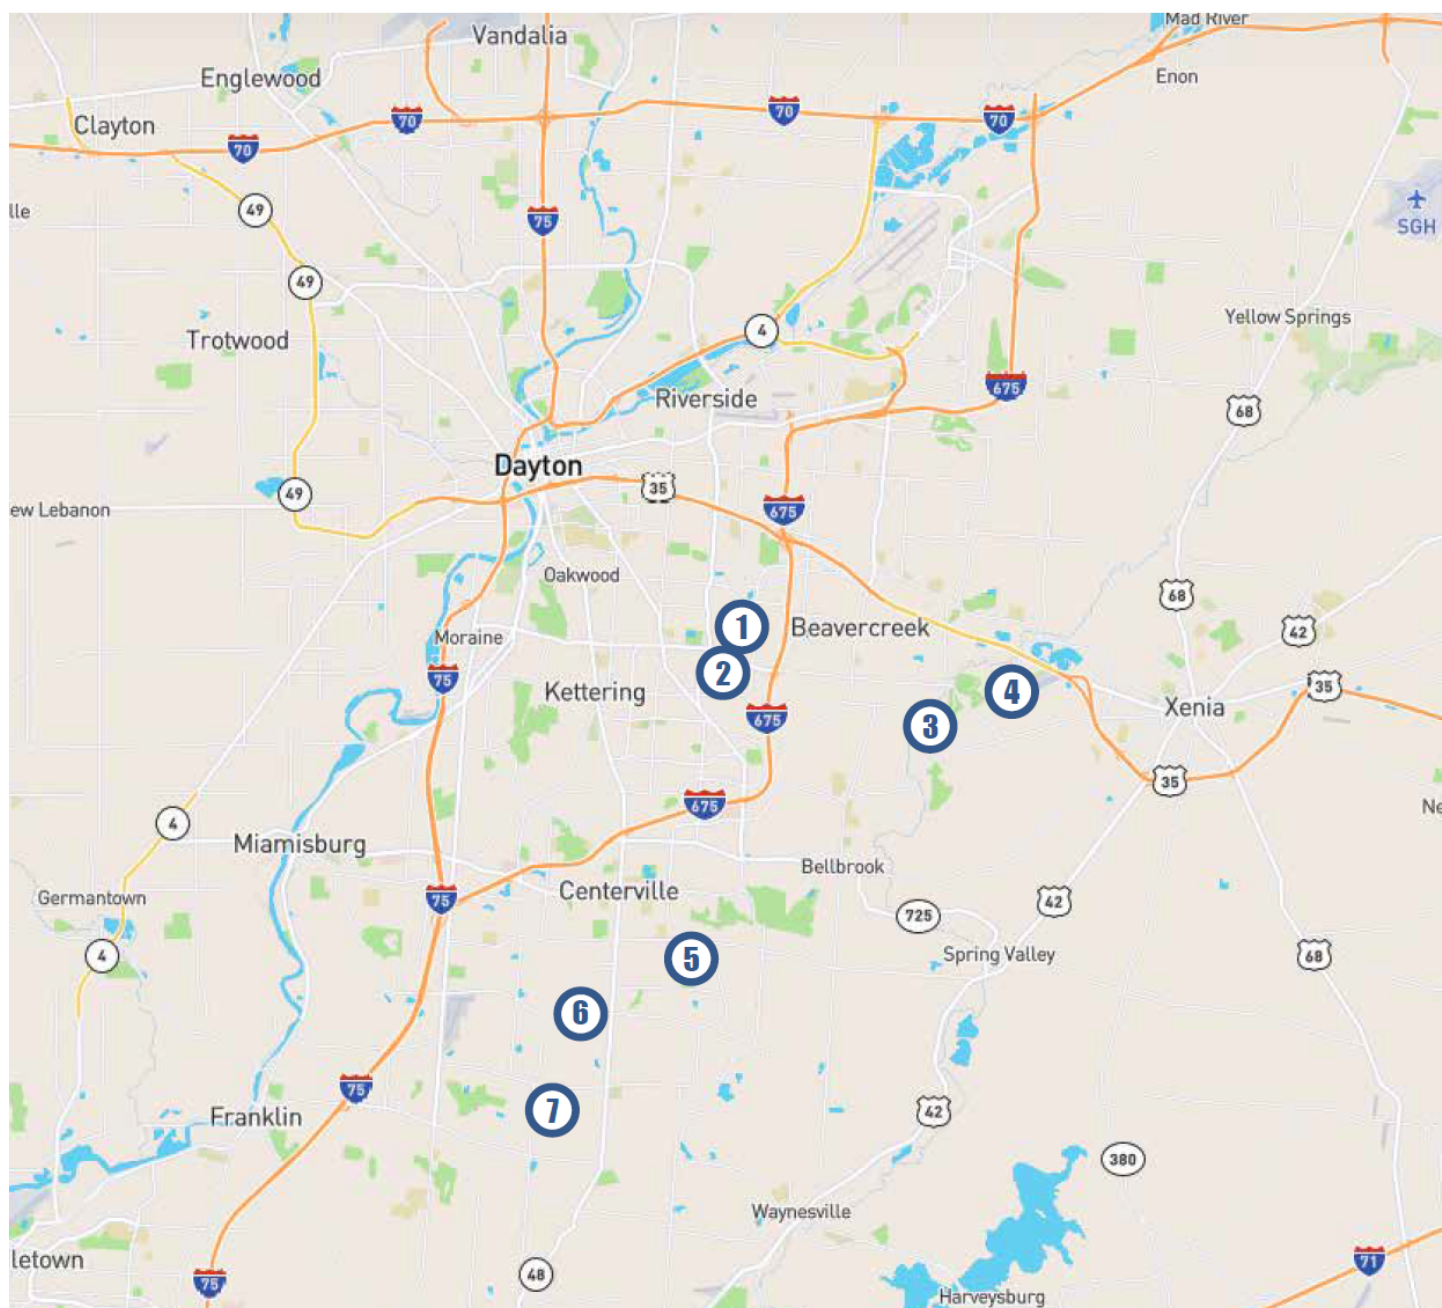 Mad River
Vandalia
Enon
Englewood
70
70
70
Clayton
70
49
lle
75
SGH
49
Yellow Springs
4
Trotwood
675
Riverside
68
Dayton
35
49
675
ew Lebanon
Oakwood
68
1
Beavercreek
42
Moraine
2
75
Kettering
4
35
675
3
Xenia
35
675
Ne
4
Miamisburg
Bellbrook
Germantown
75
Centerville
42
725
4
5
Spring Valley
68
6
75
Franklin
7
42
380
Waynesville
letown
71
75
48
Harveysburg